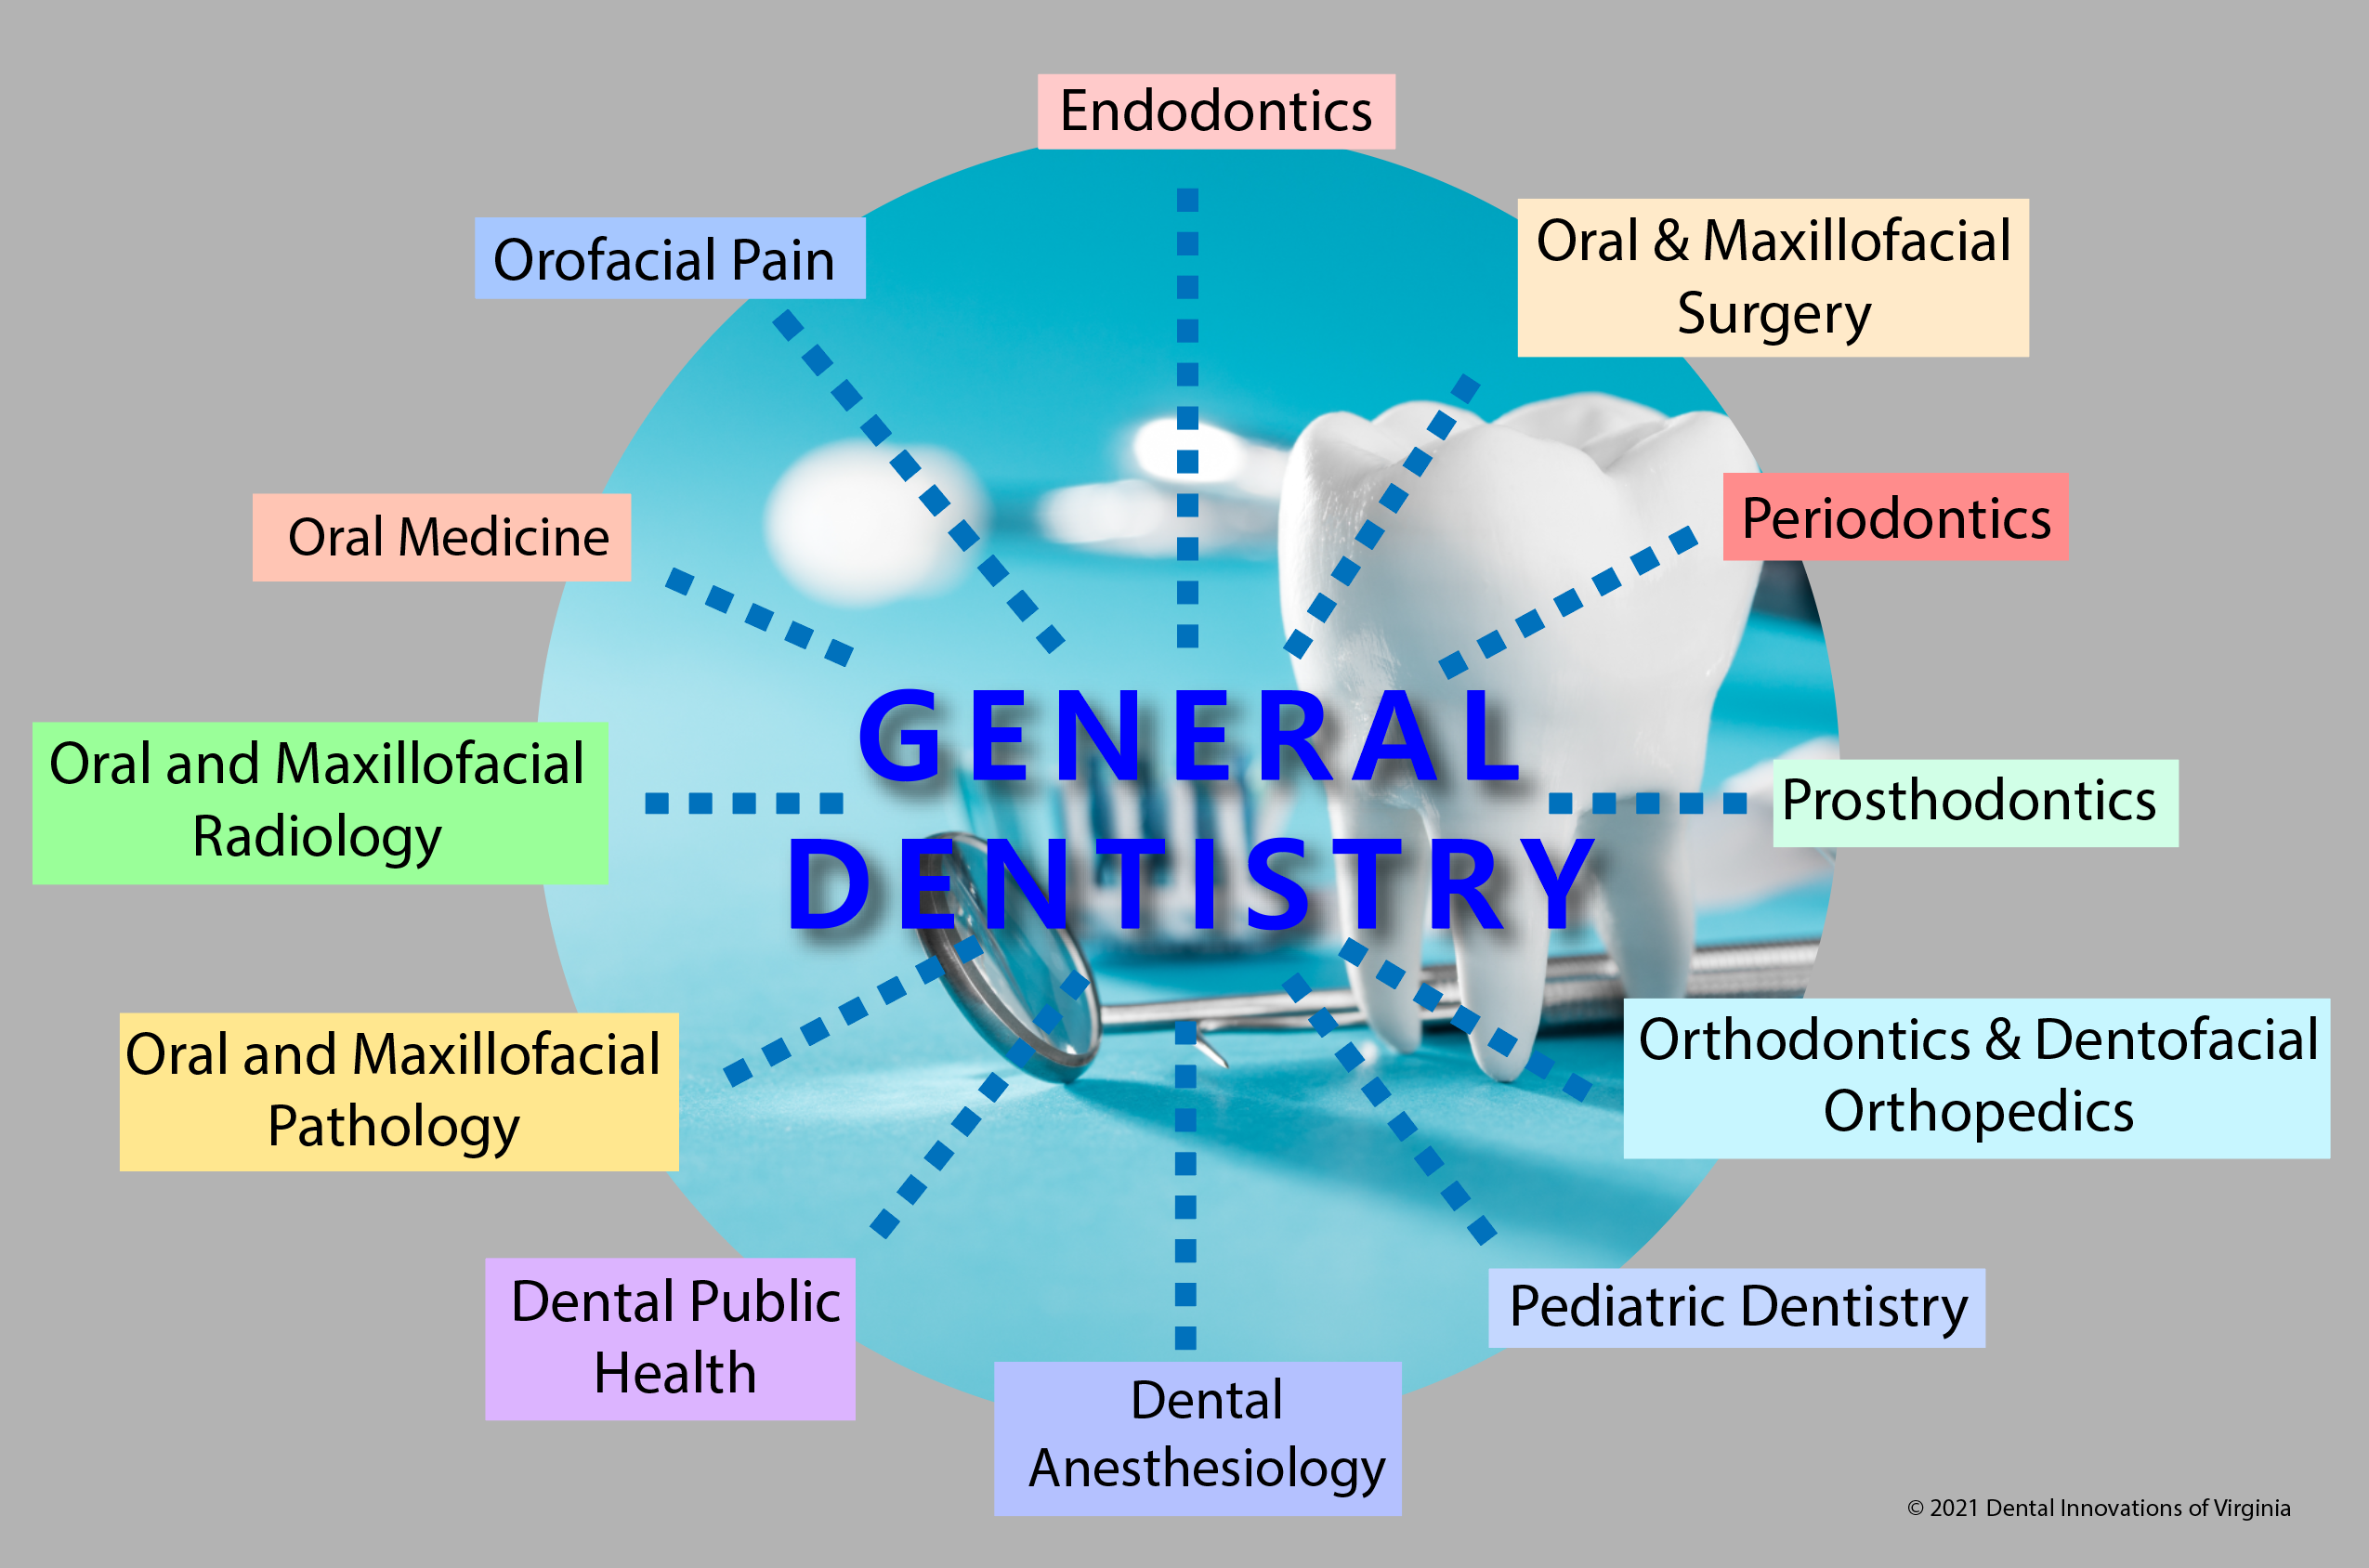 Endodontics
Oral & Maxillofacial
Surgery
Orofacial Pain
Periodontics
Oral Medicine
GENERAL
DENTISTRY
Oral and Maxillofacial
Radiology
Prosthodontics
Orthodontics & Dentofacial
Orthopedics
Oral and Maxillofacial
Pathology
Dental Public
Health
Pediatric Dentistry
Dental
Anesthesiology
© 2021 Dental Innovations of Virginia